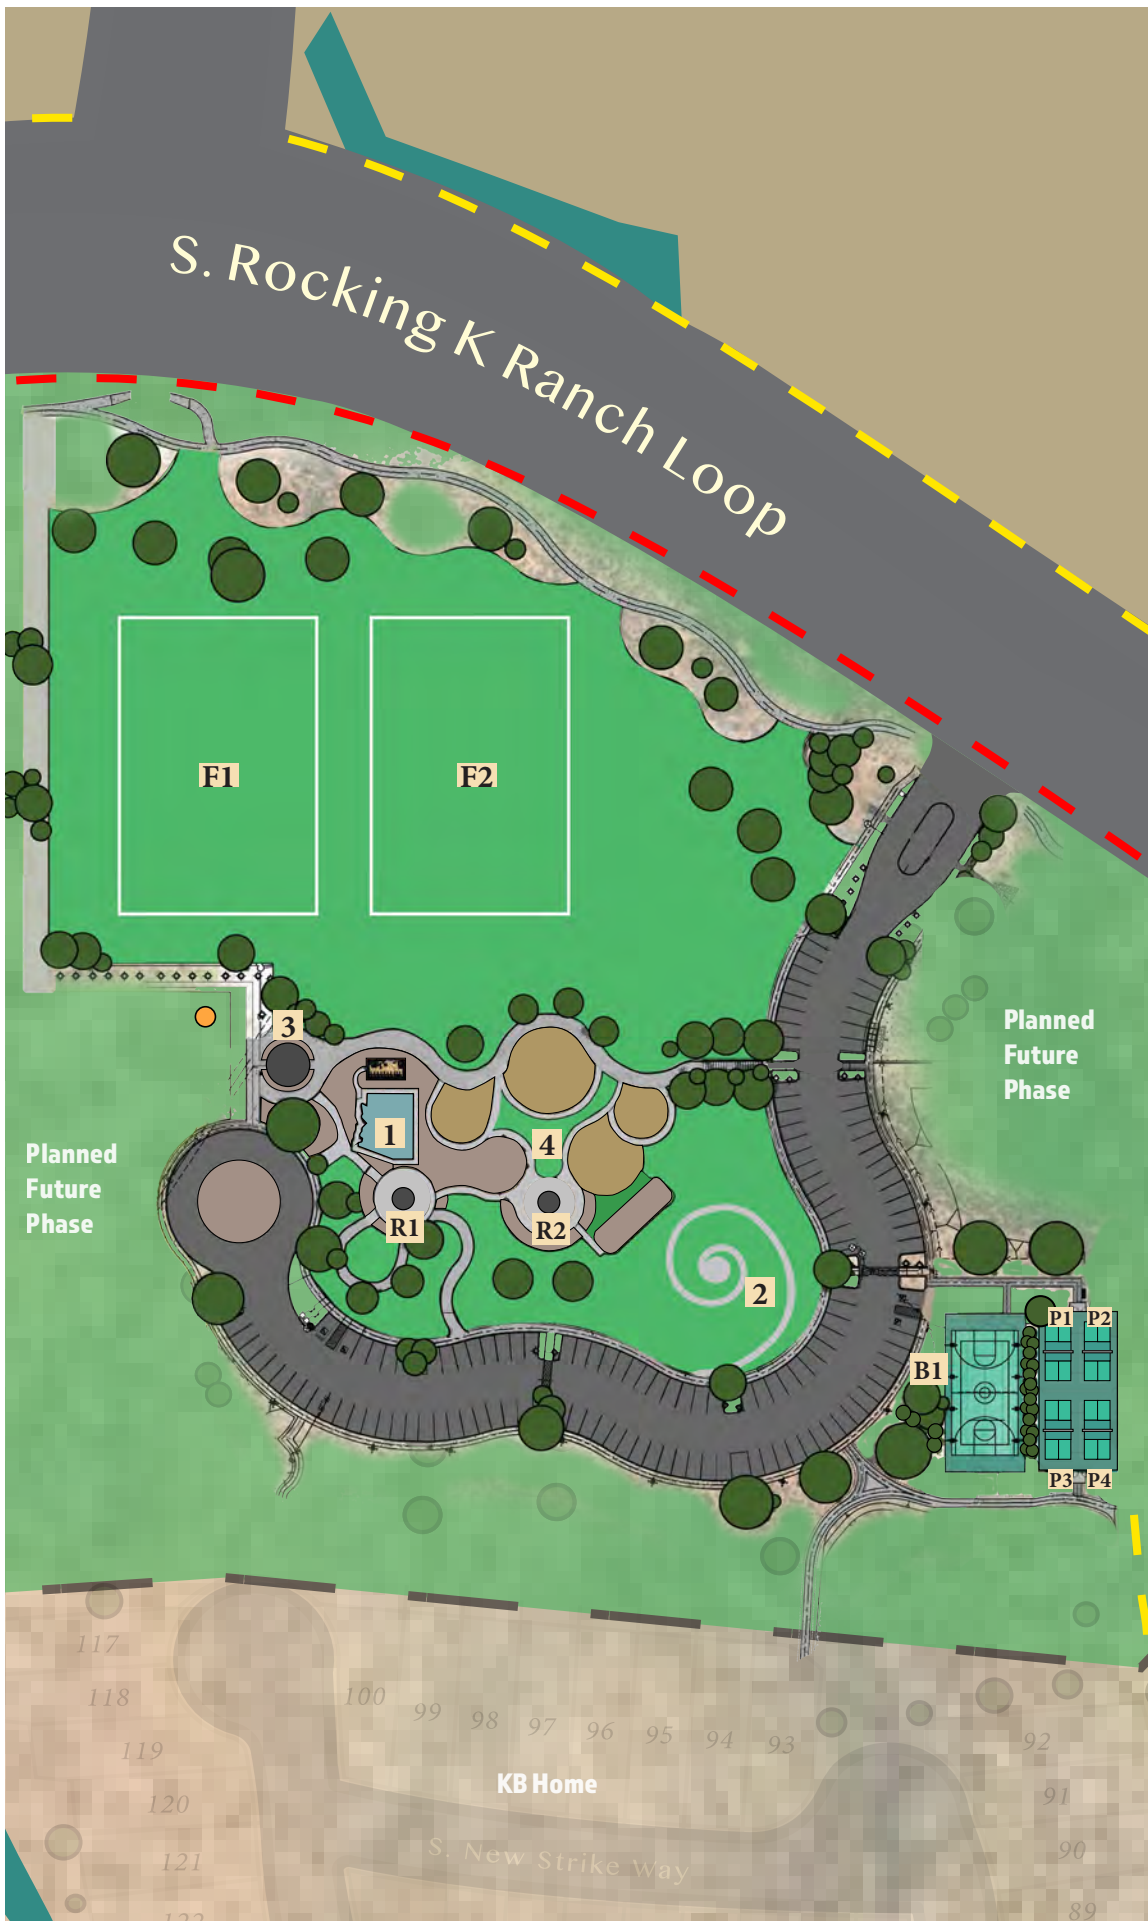 S. Rocking K Ranch Loop
F1
F2
3
Planned
Future
Phase
1
4
Planned
Future
Phase
R1
R2
2
P1
P2
B1
P3
P4
117
118
100
99
98
97
96
95
94
93
92
119
KB Home
91
120
S. New Strike Way
90
121
89